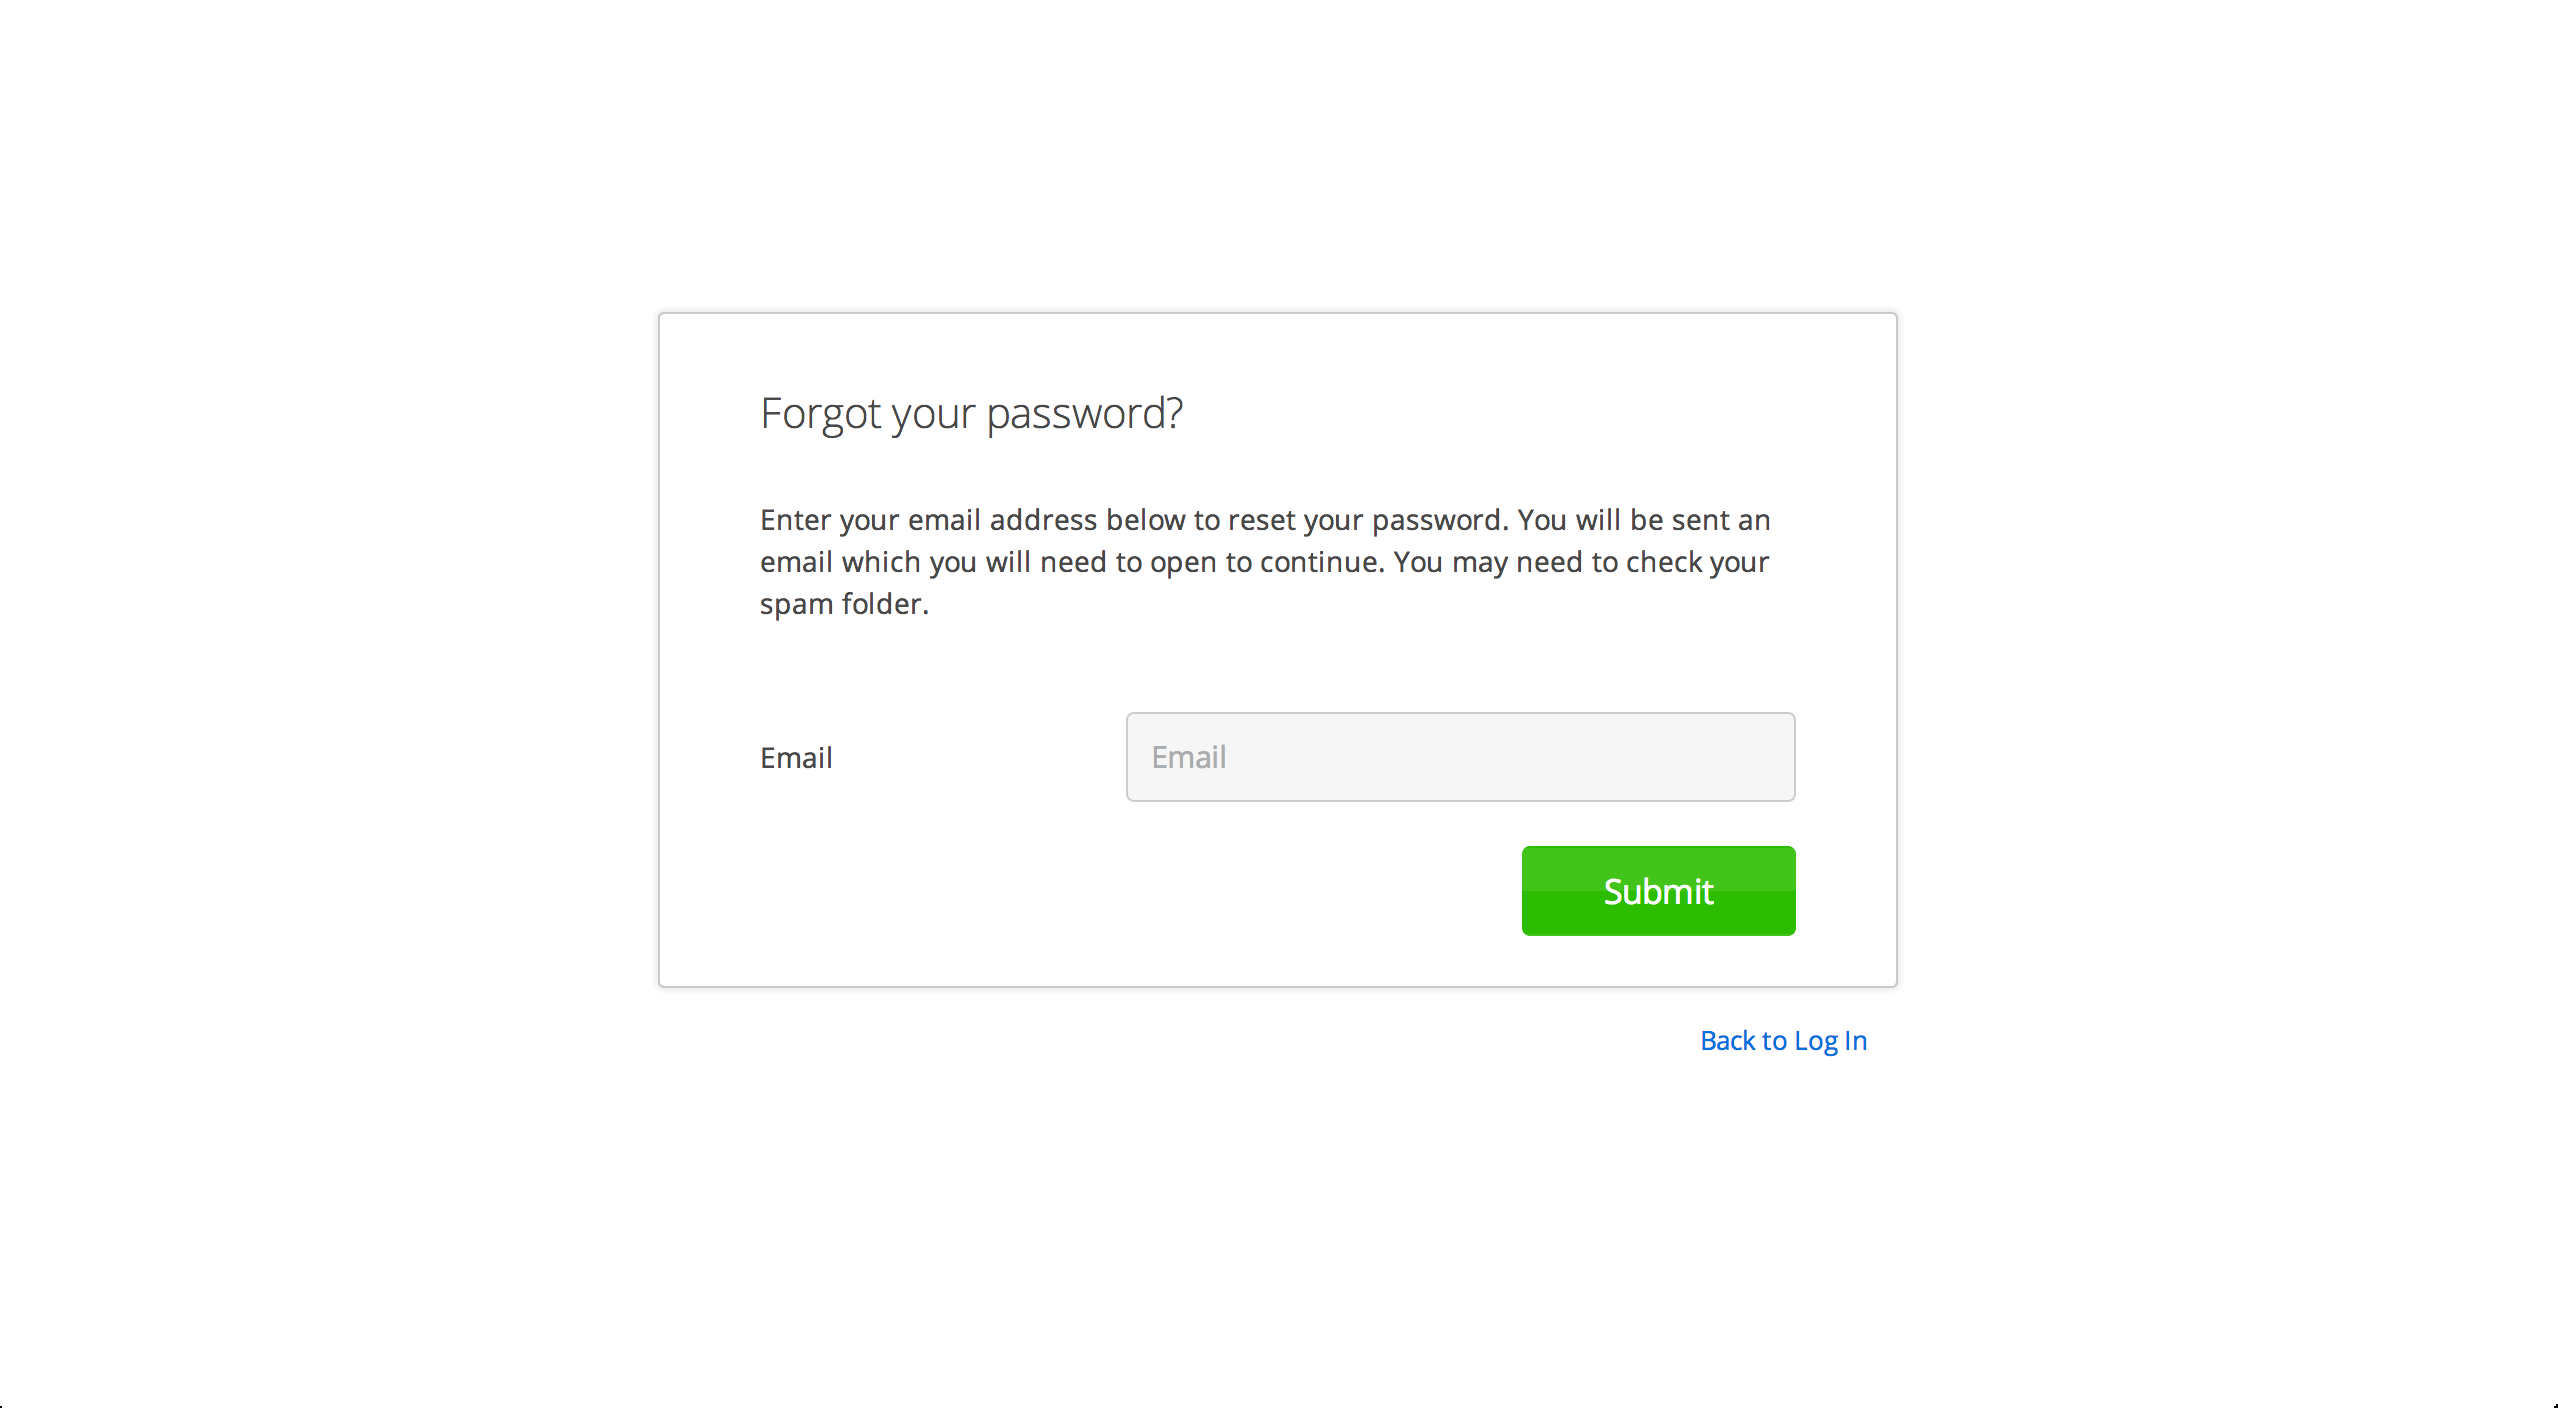 Forgot your password?
Enter your email address below to reset your password. You will be sent an
email which you will need to open to continue. You may need to check your
spam folder.
Email
Email
Submit
Back to Log In